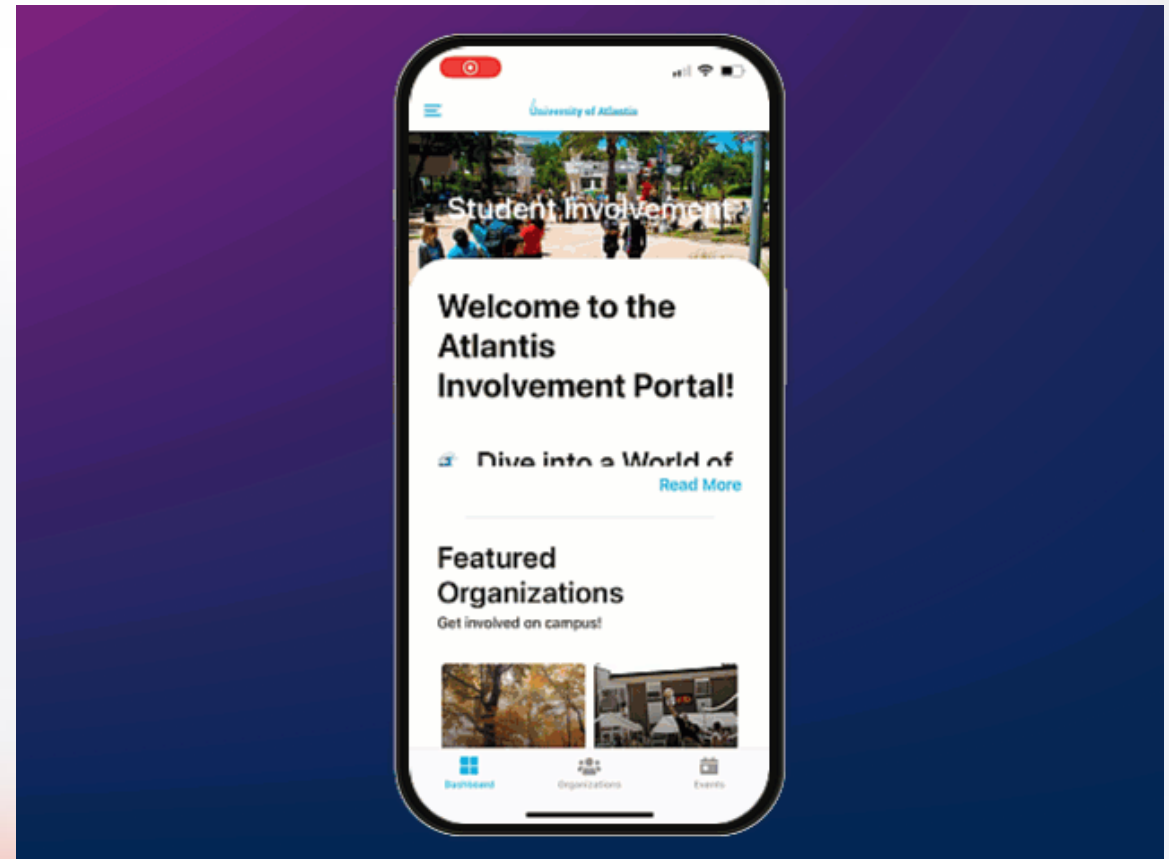 University of Atlantis
Student Involvement
Welcome to the
Atlantis
Involvement Portal!
Dive into a World of
Read More
Featured
Organizations
Get involved on campus!
Dashboard
Organizations
Events